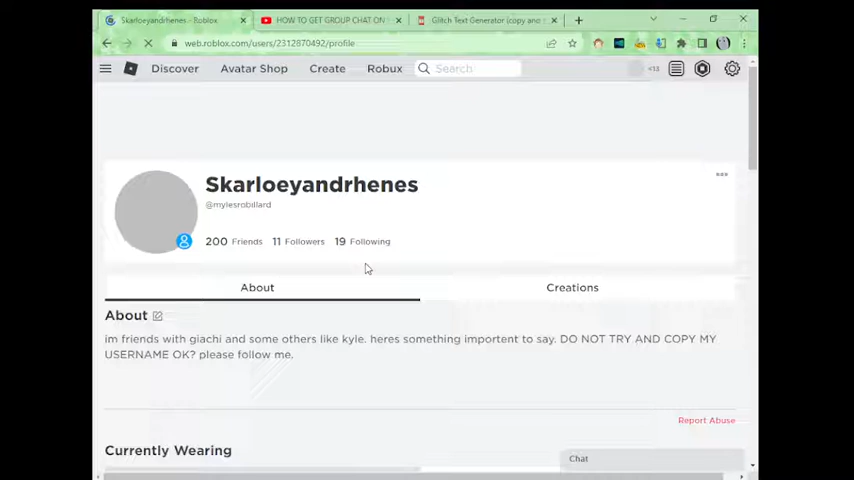 Skarloeyandrhenes - Roblox
HOW TO GET GROUP CHAT ON
Glitch Text Generator (copy and
web.roblox.com/users/2312870492/profile
Discover Avatar Shop Create Robux Search +13
Skarloeyandrhenes
@mylesrobillard
200 Friends 11 Followers 19 Following
About Creations
About
im friends with giachi and some others like kyle. heres something importent to say. DO NOT TRY AND COPY MY
USERNAME OK? please follow me.
Report Abuse
Currently Wearing
Chat